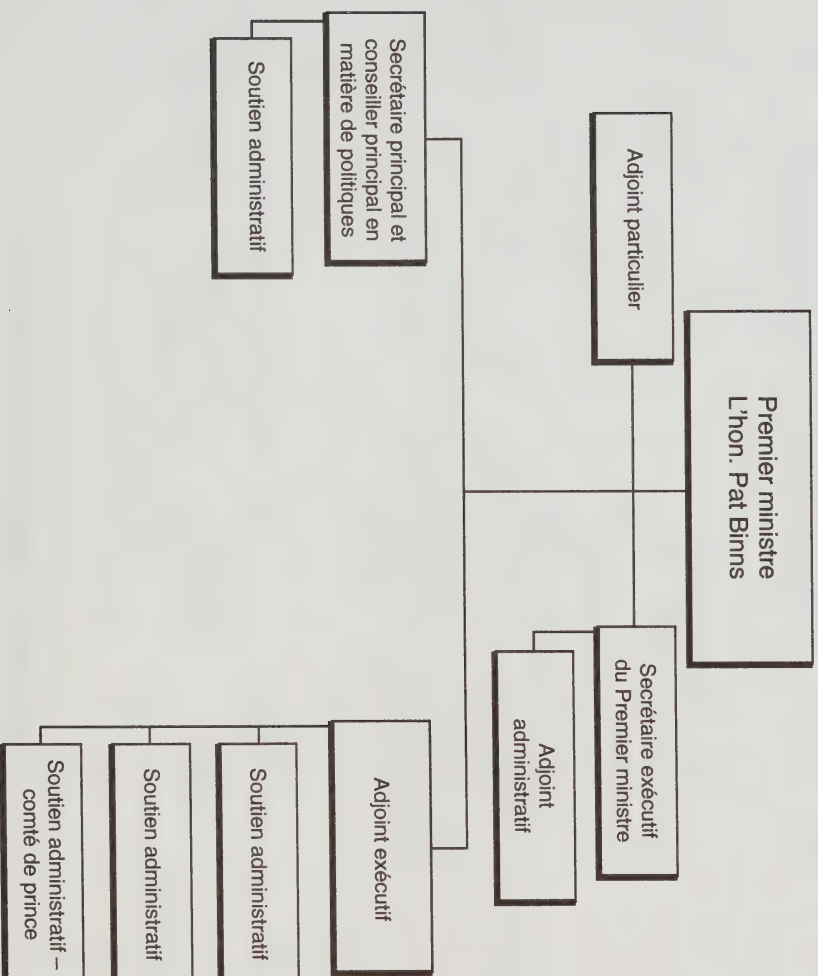 Premier ministre
L'hon. Pat Binns
Adjoint particulier
Secrétaire exécutif
du Premier ministre
Adjoint
administratif
Secrétaire principal et
conseiller principal en
matière de politiques
Soutien administratif
Adjoint exécutif
Soutien administratif
Soutien administratif
Soutien administratif –
comté de prince